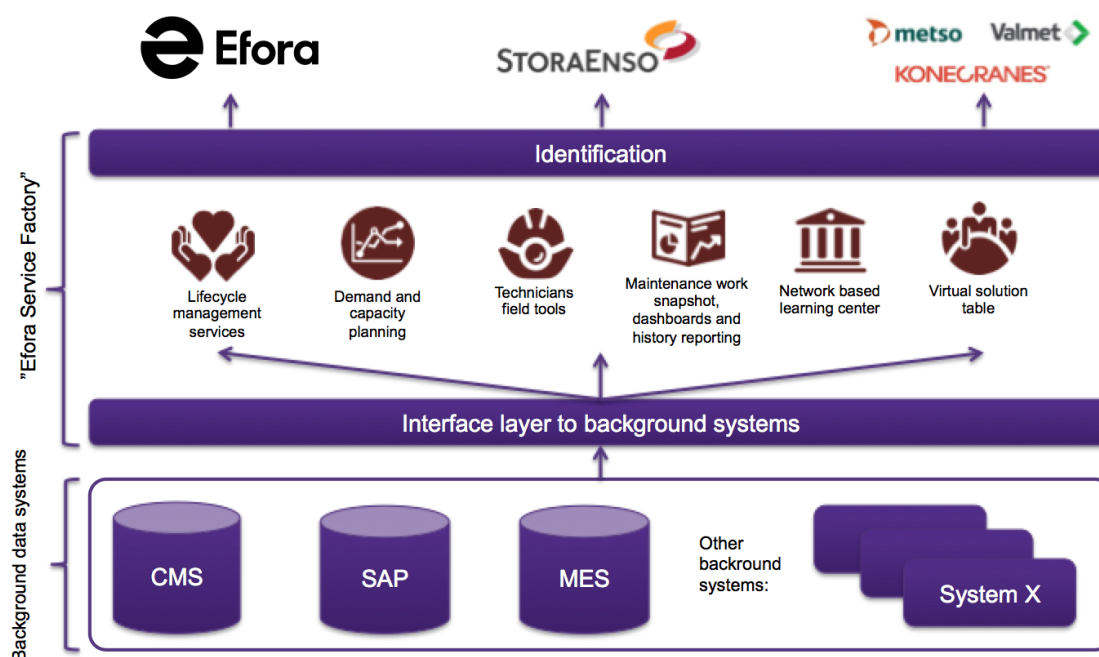 Efora
STORAENSO
metso
Valmet
KONECRANES
Identification
"Efora Service Factory"
Lifecycle
management
services
Demand and
capacity
planning
Technicians
field tools
Maintenance work
snapshot,
dashboards and
history reporting
Network based
learning center
Virtual solution
table
Interface layer to background systems
Background data systems
CMS
SAP
MES
Other
backround
systems:
System X